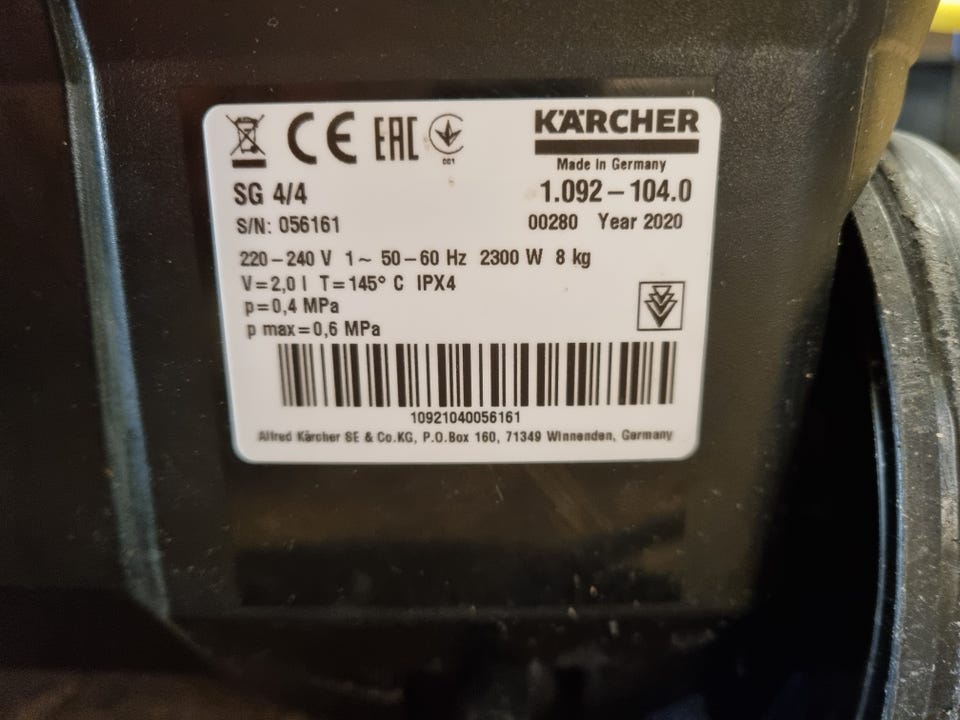 CE EAC 001 KÄRCHER
Made in Germany
SG 4/4 1.092-104.0
S/N: 056161 00280 Year 2020
220-240 V 1~ 50-60 Hz 2300 W 8 kg
V=2,0 l T=145° C IPX4
p=0,4 MPa
p max=0,6 MPa
10921040056161
Alfred Kärcher SE & Co.KG, P.O.Box 160, 71349 Winnenden, Germany